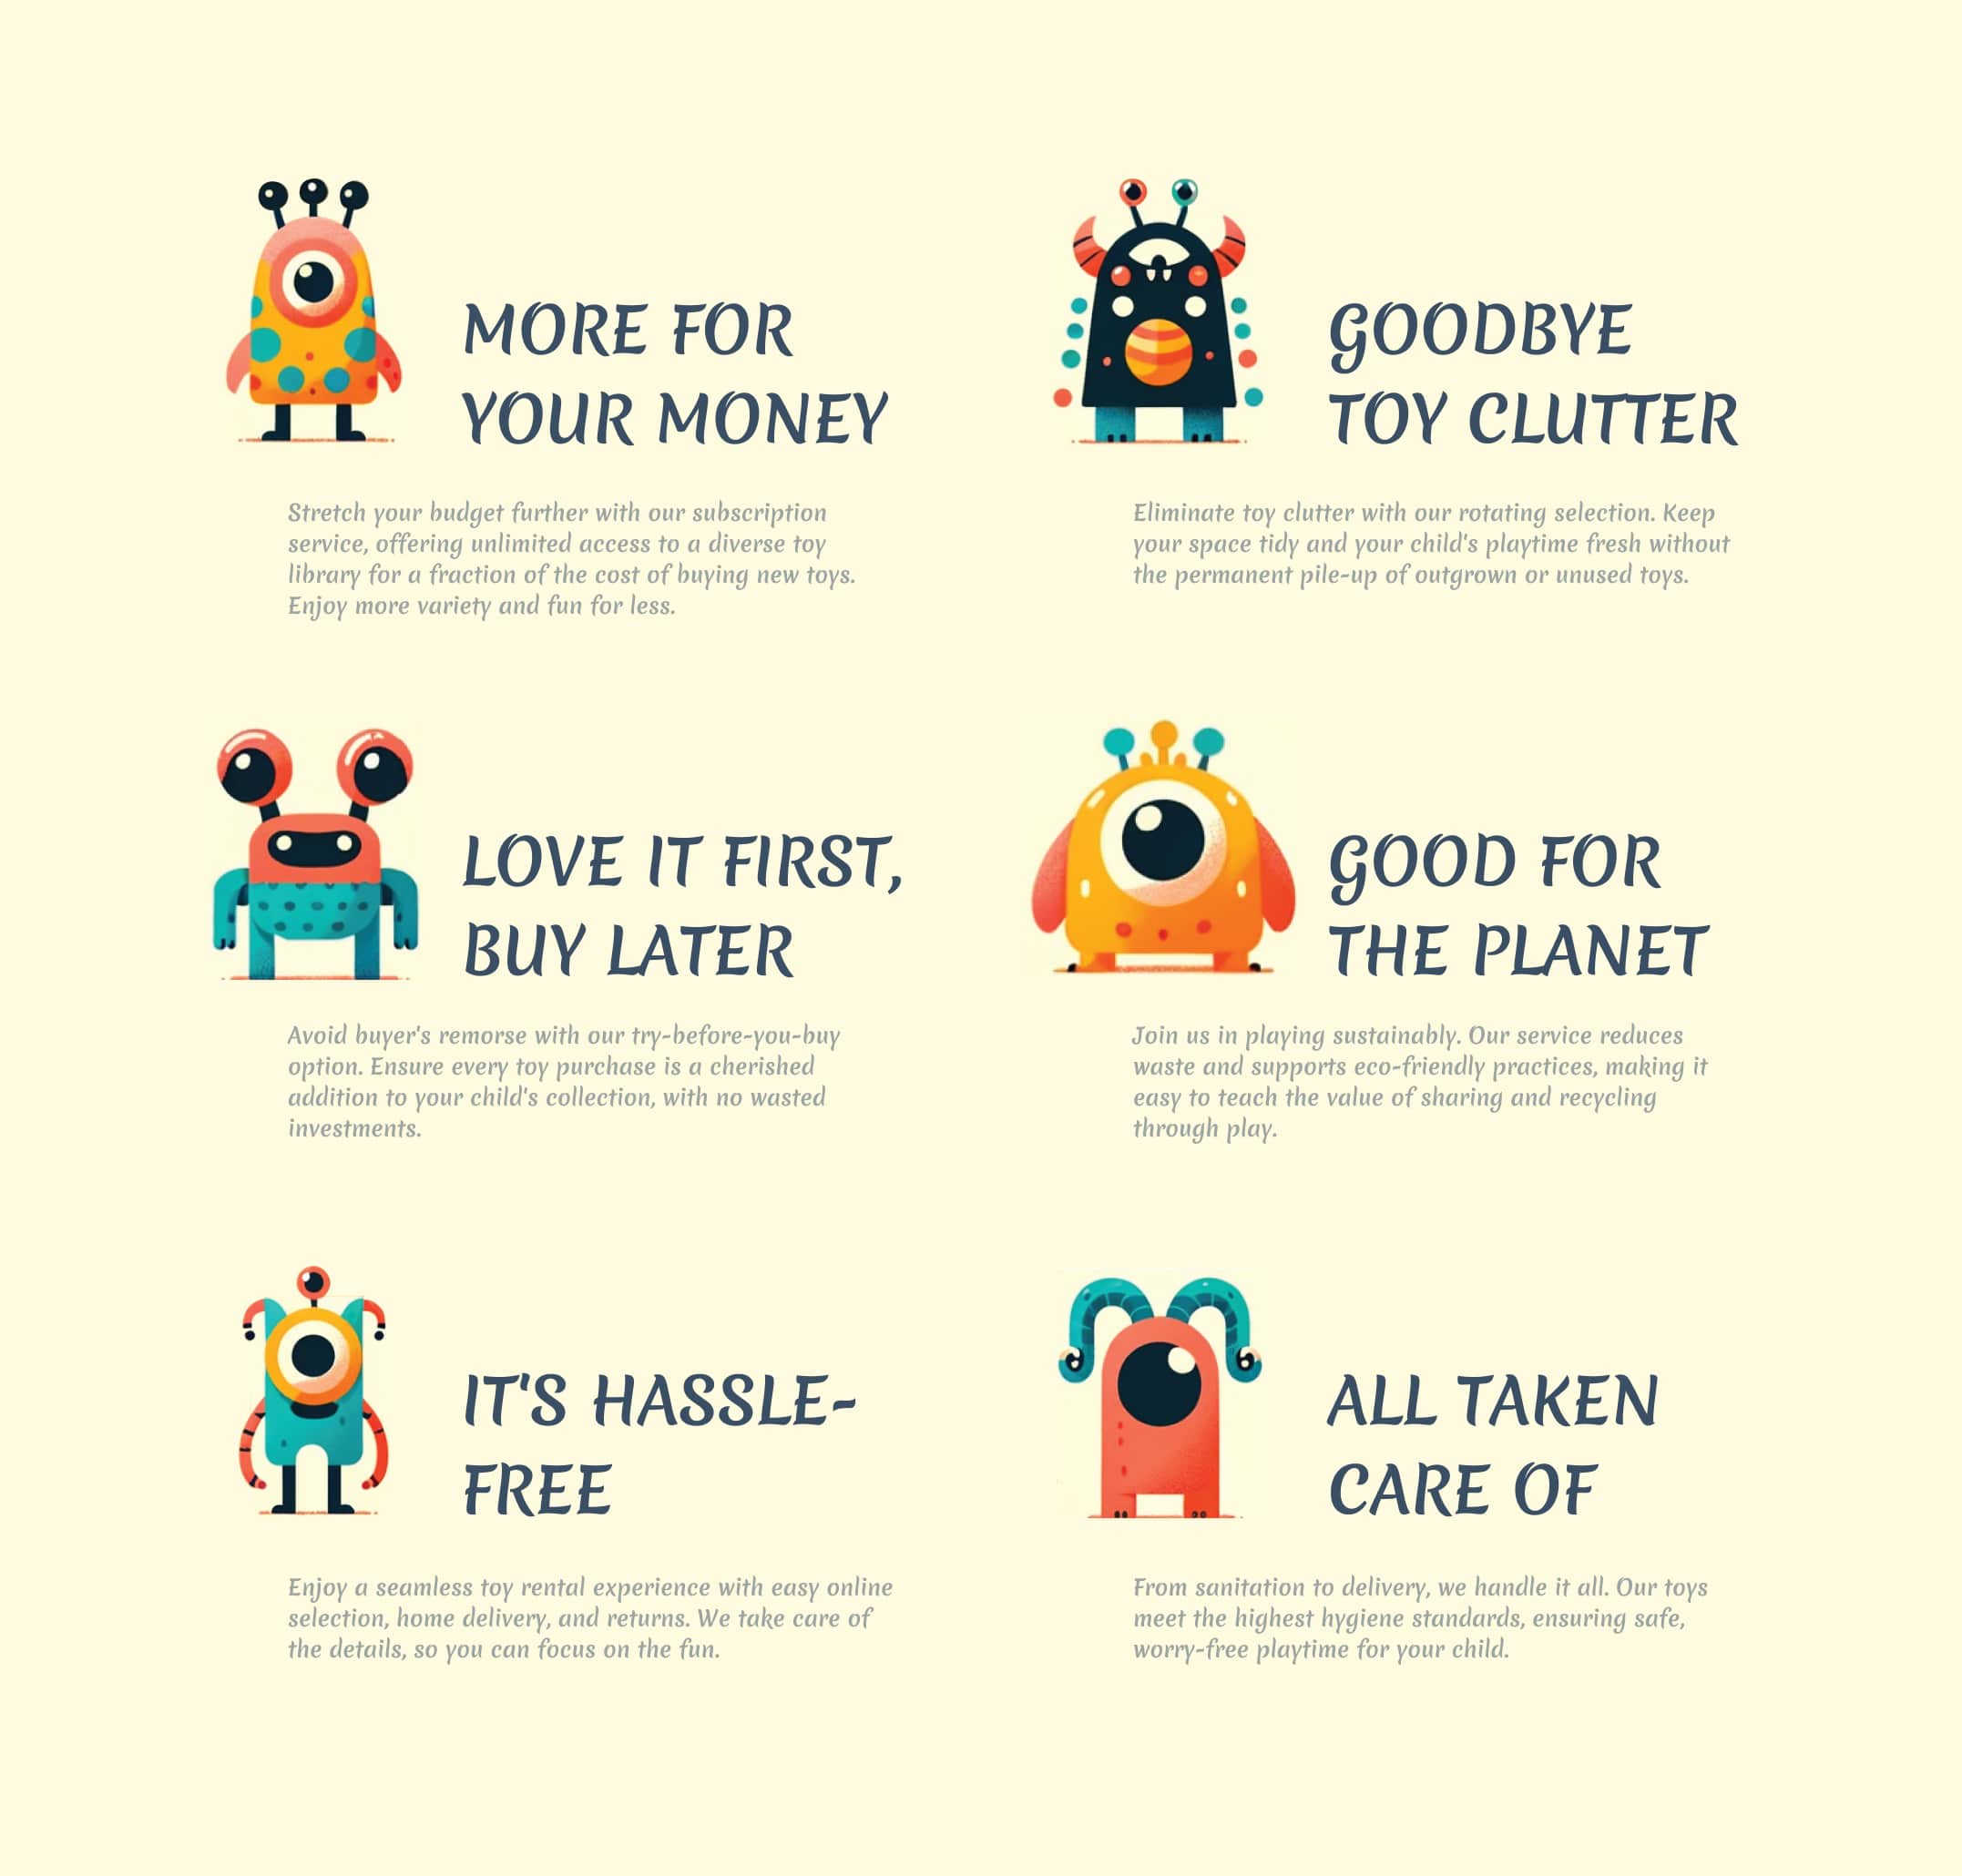 MORE FOR
YOUR MONEY
Stretch your budget further with our subscription
service, offering unlimited access to a diverse toy
library for a fraction of the cost of buying new toys.
Enjoy more variety and fun for less.
GOODBYE
TOY CLUTTER
Eliminate toy clutter with our rotating selection. Keep
your space tidy and your child's playtime fresh without
the permanent pile-up of outgrown or unused toys.
LOVE IT FIRST,
BUY LATER
Avoid buyer's remorse with our try-before-you-buy
option. Ensure every toy purchase is a cherished
addition to your child's collection, with no wasted
investments.
GOOD FOR
THE PLANET
Join us in playing sustainably. Our service reduces
waste and supports eco-friendly practices, making it
easy to teach the value of sharing and recycling
through play.
IT'S HASSLE-
FREE
Enjoy a seamless toy rental experience with easy online
selection, home delivery, and returns. We take care of
the details, so you can focus on the fun.
ALL TAKEN
CARE OF
From sanitation to delivery, we handle it all. Our toys
meet the highest hygiene standards, ensuring safe,
worry-free playtime for your child.